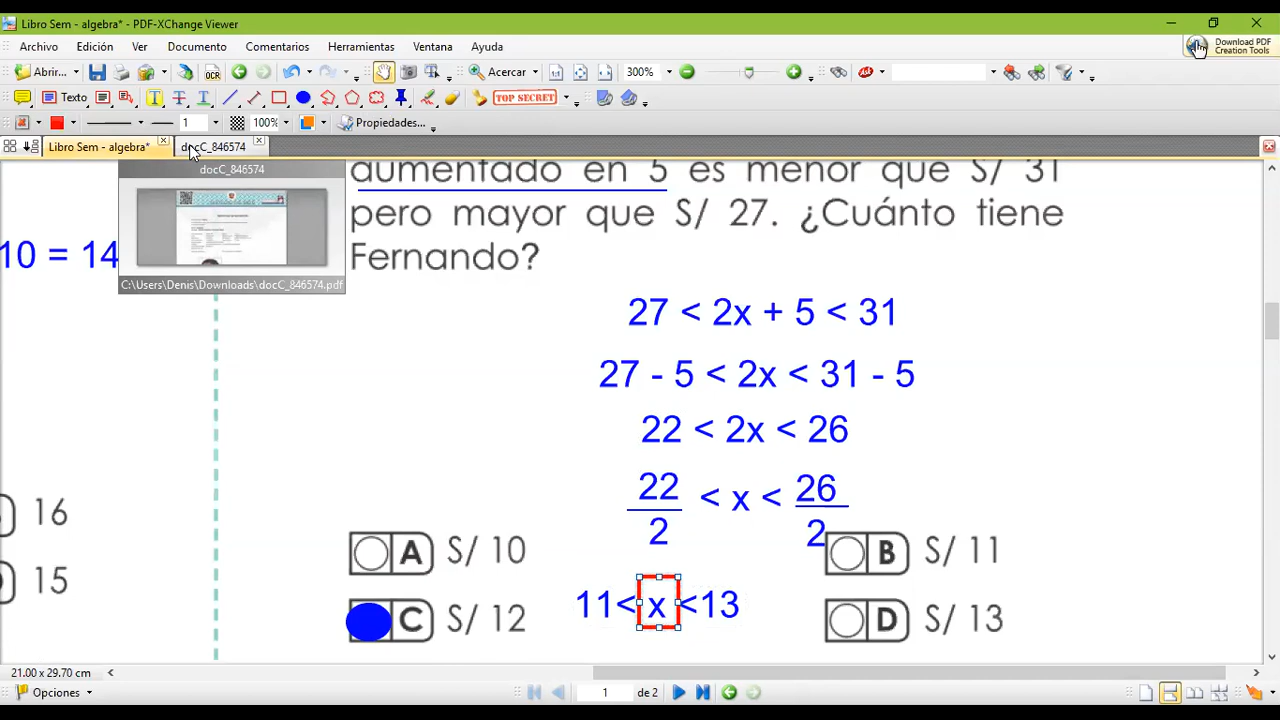 Libro Sem - algebra* - PDF-XChange Viewer
Archivo Edición Ver Documento Comentarios Herramientas Ventana Ayuda
Download PDF
Creation Tools
Abrir... OCR Acercar 300%
Texto TOP SECRET
1 100% Propiedades...
Libro Sem - algebra* docC_846574
docC_846574
C:\Users\Denis\Downloads\docC_846574.pdf
aumentado en 5 es menor que S/ 31
pero mayor que S/ 27. ¿Cuánto tiene
Fernando?
10 = 14
27 < 2x + 5 < 31
27 - 5 < 2x < 31 - 5
22 < 2x < 26
22
2
< x <
26
2
16
15
A S/ 10
B S/ 11
11< x <13
C S/ 12
D S/ 13
21.00 x 29.70 cm
Opciones 1 de 2